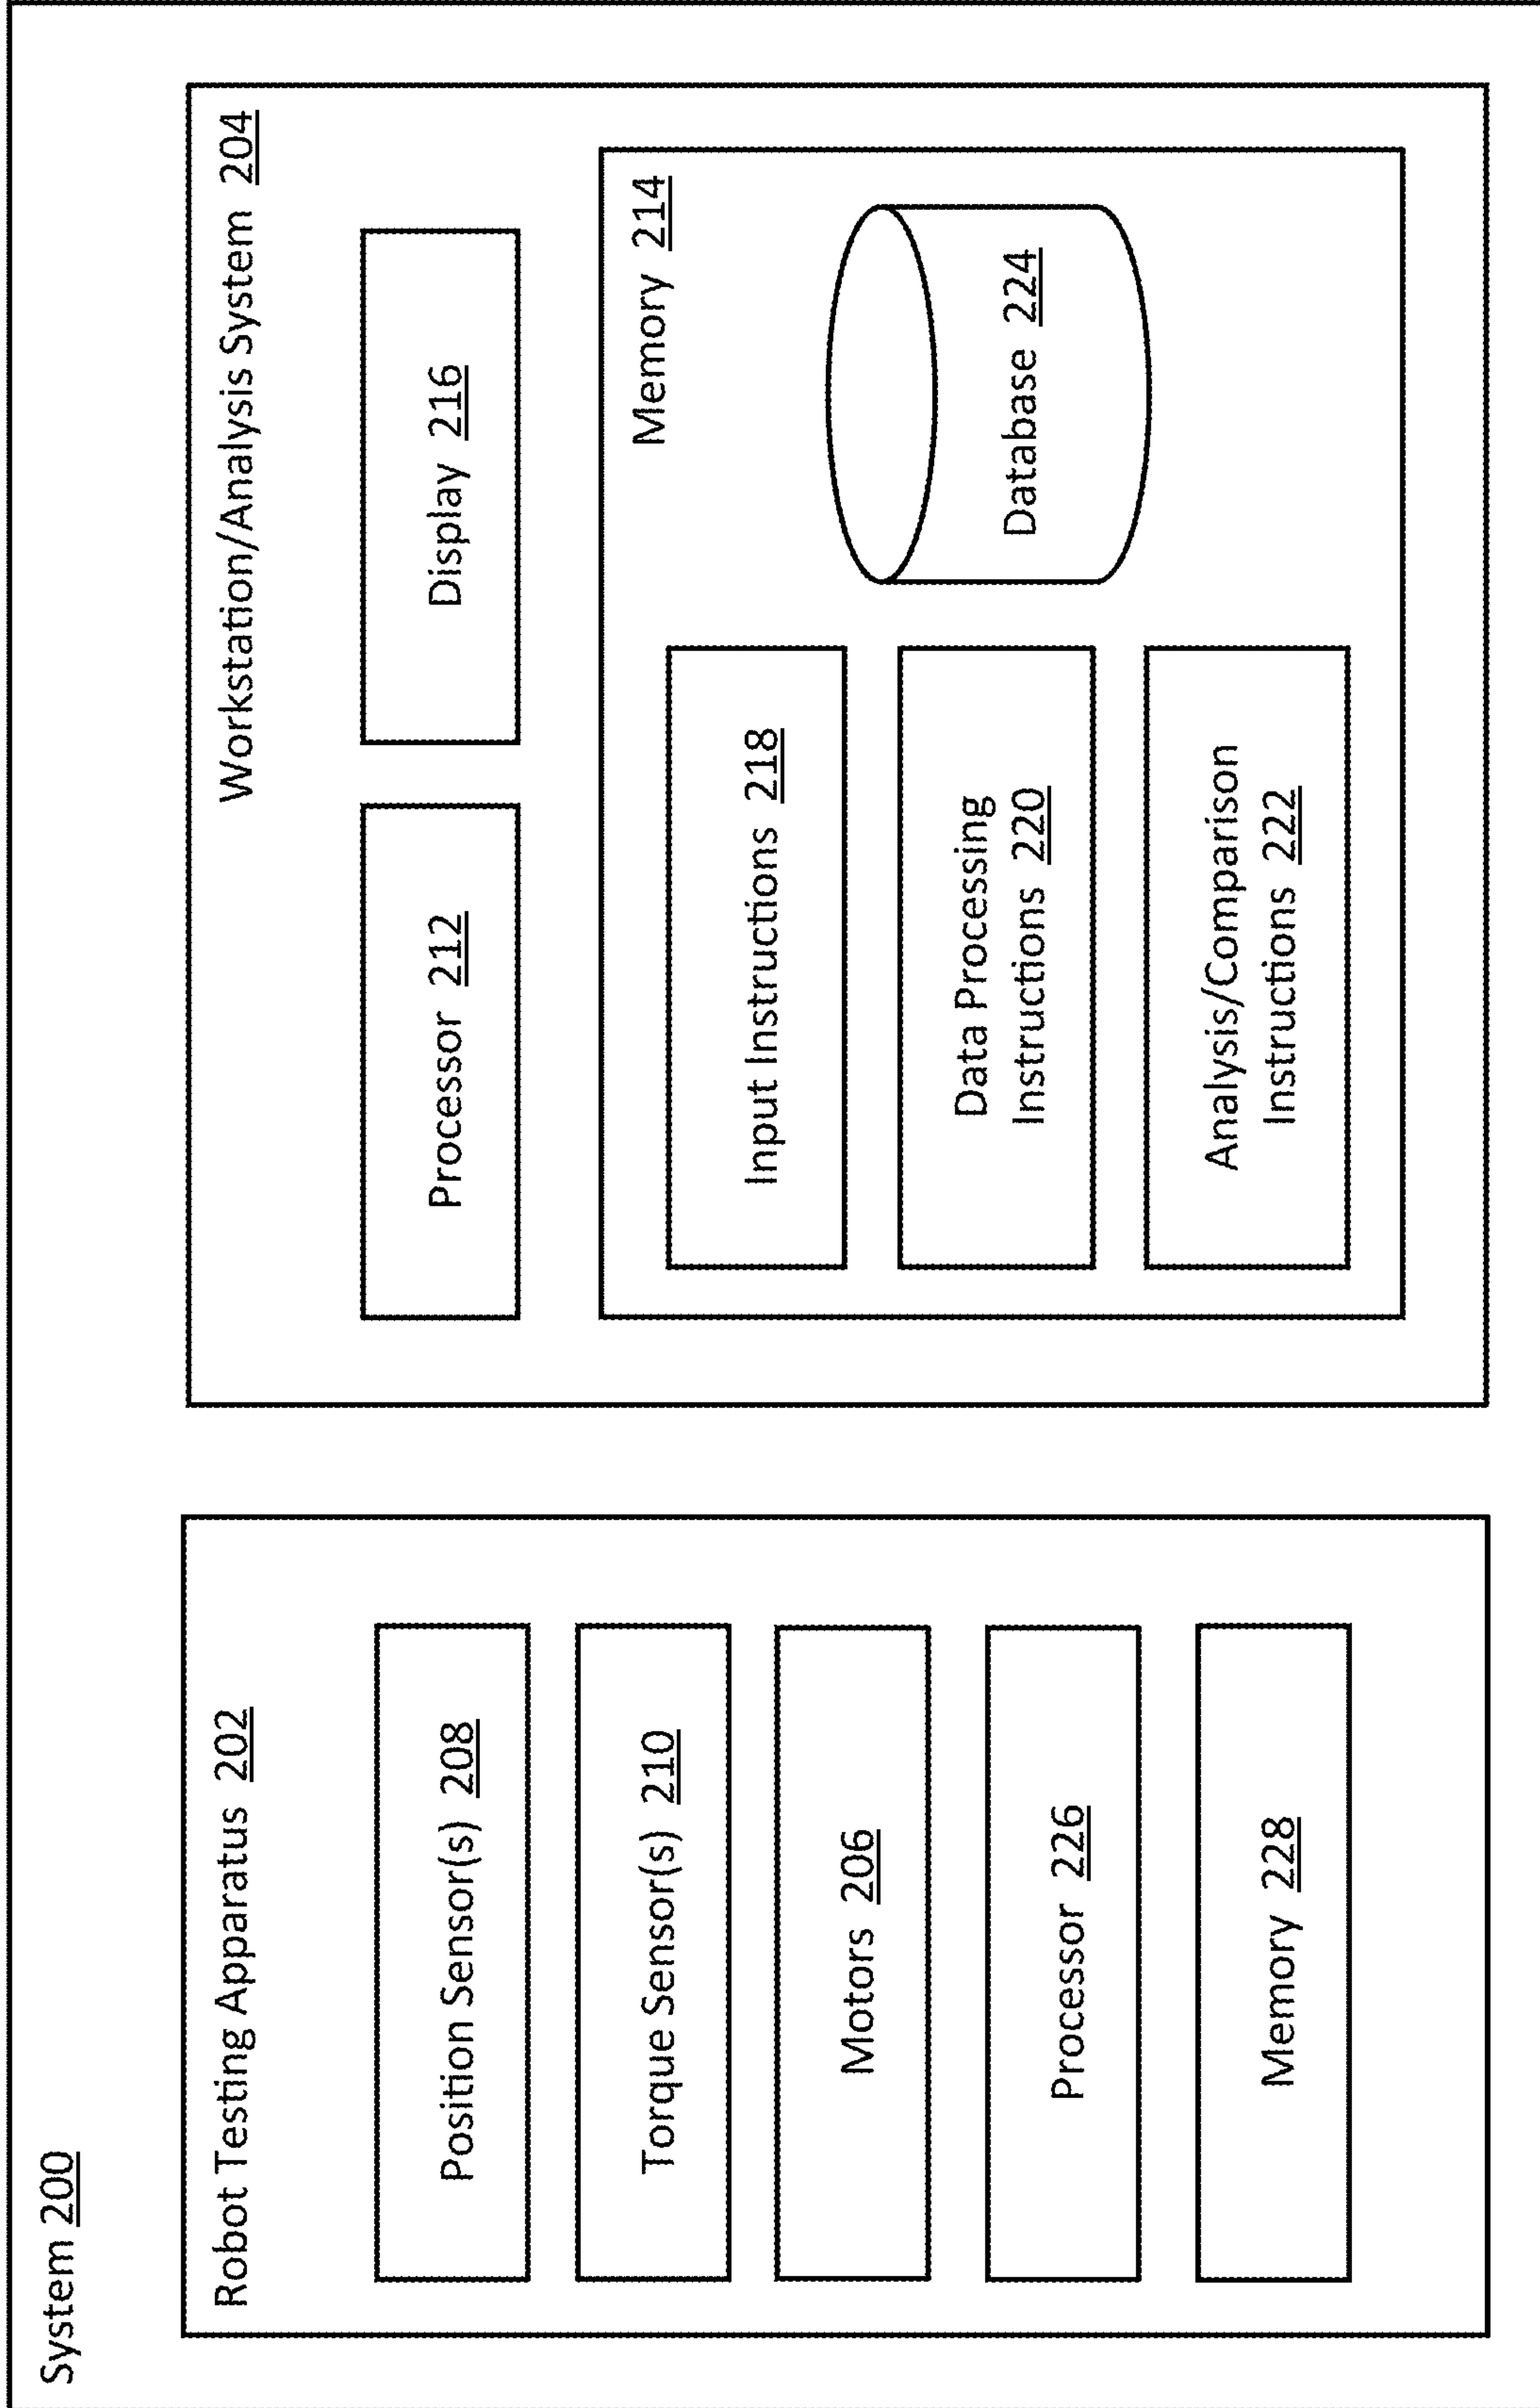 System 200
Robot Testing Apparatus 202
Position Sensor(s) 208
Torque Sensor(s) 210
Motors 206
Processor 226
Memory 228
Workstation/Analysis System 204
Processor 212
Display 216
Memory 214
Input Instructions 218
Data Processing
Instructions 220
Analysis/Comparison
Instructions 222
Database 224